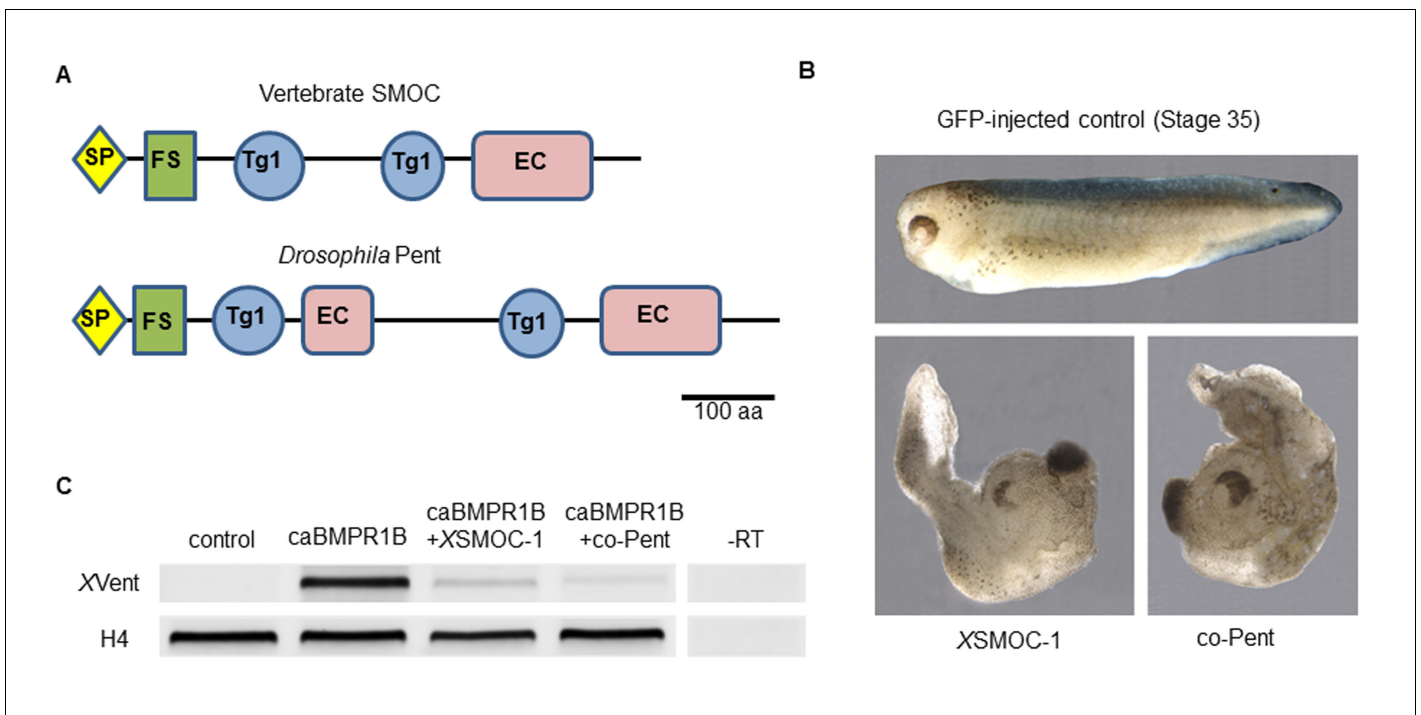 A
Vertebrate SMOC
SP FS Tg1 Tg1 EC
Drosophila Pent
SP FS Tg1 EC Tg1 EC
100 aa
B
GFP-injected control (Stage 35)
XSMOC-1 co-Pent
C
control caBMPR1B caBMPR1B +XSMOC-1 caBMPR1B +co-Pent -RT
XVent
H4